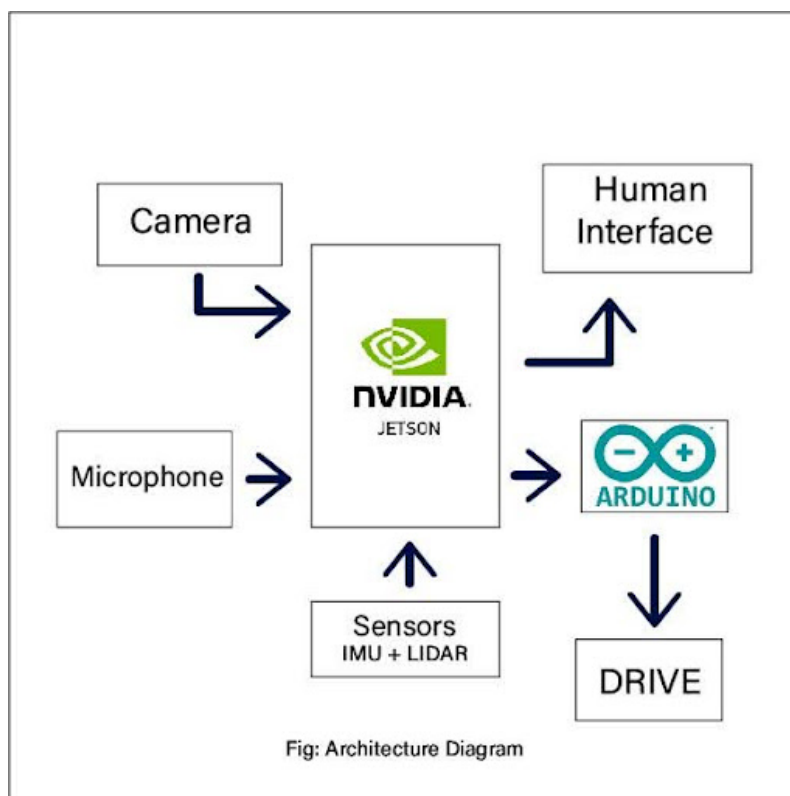 Camera
Human
Interface
NVIDIA.
JETSON
Microphone
ARDUINO
Sensors
IMU + LIDAR
DRIVE
Fig: Architecture Diagram